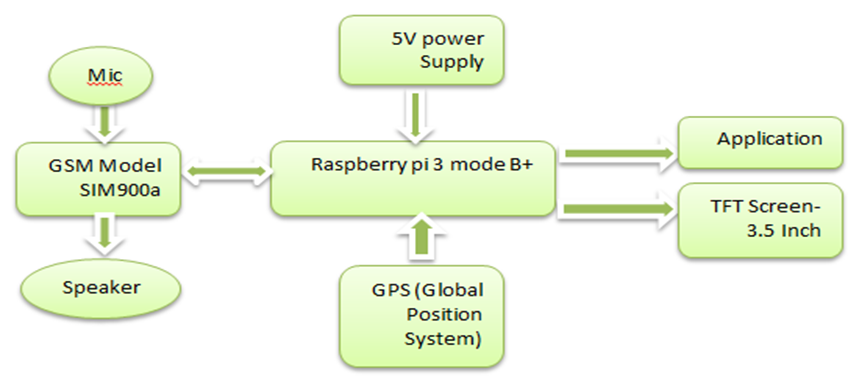 5V power
Supply
Mic
GSM Model
SIM900a
Raspberry pi 3 mode B+
Application
TFT Screen-
3.5 Inch
Speaker
GPS (Global
Position
System)